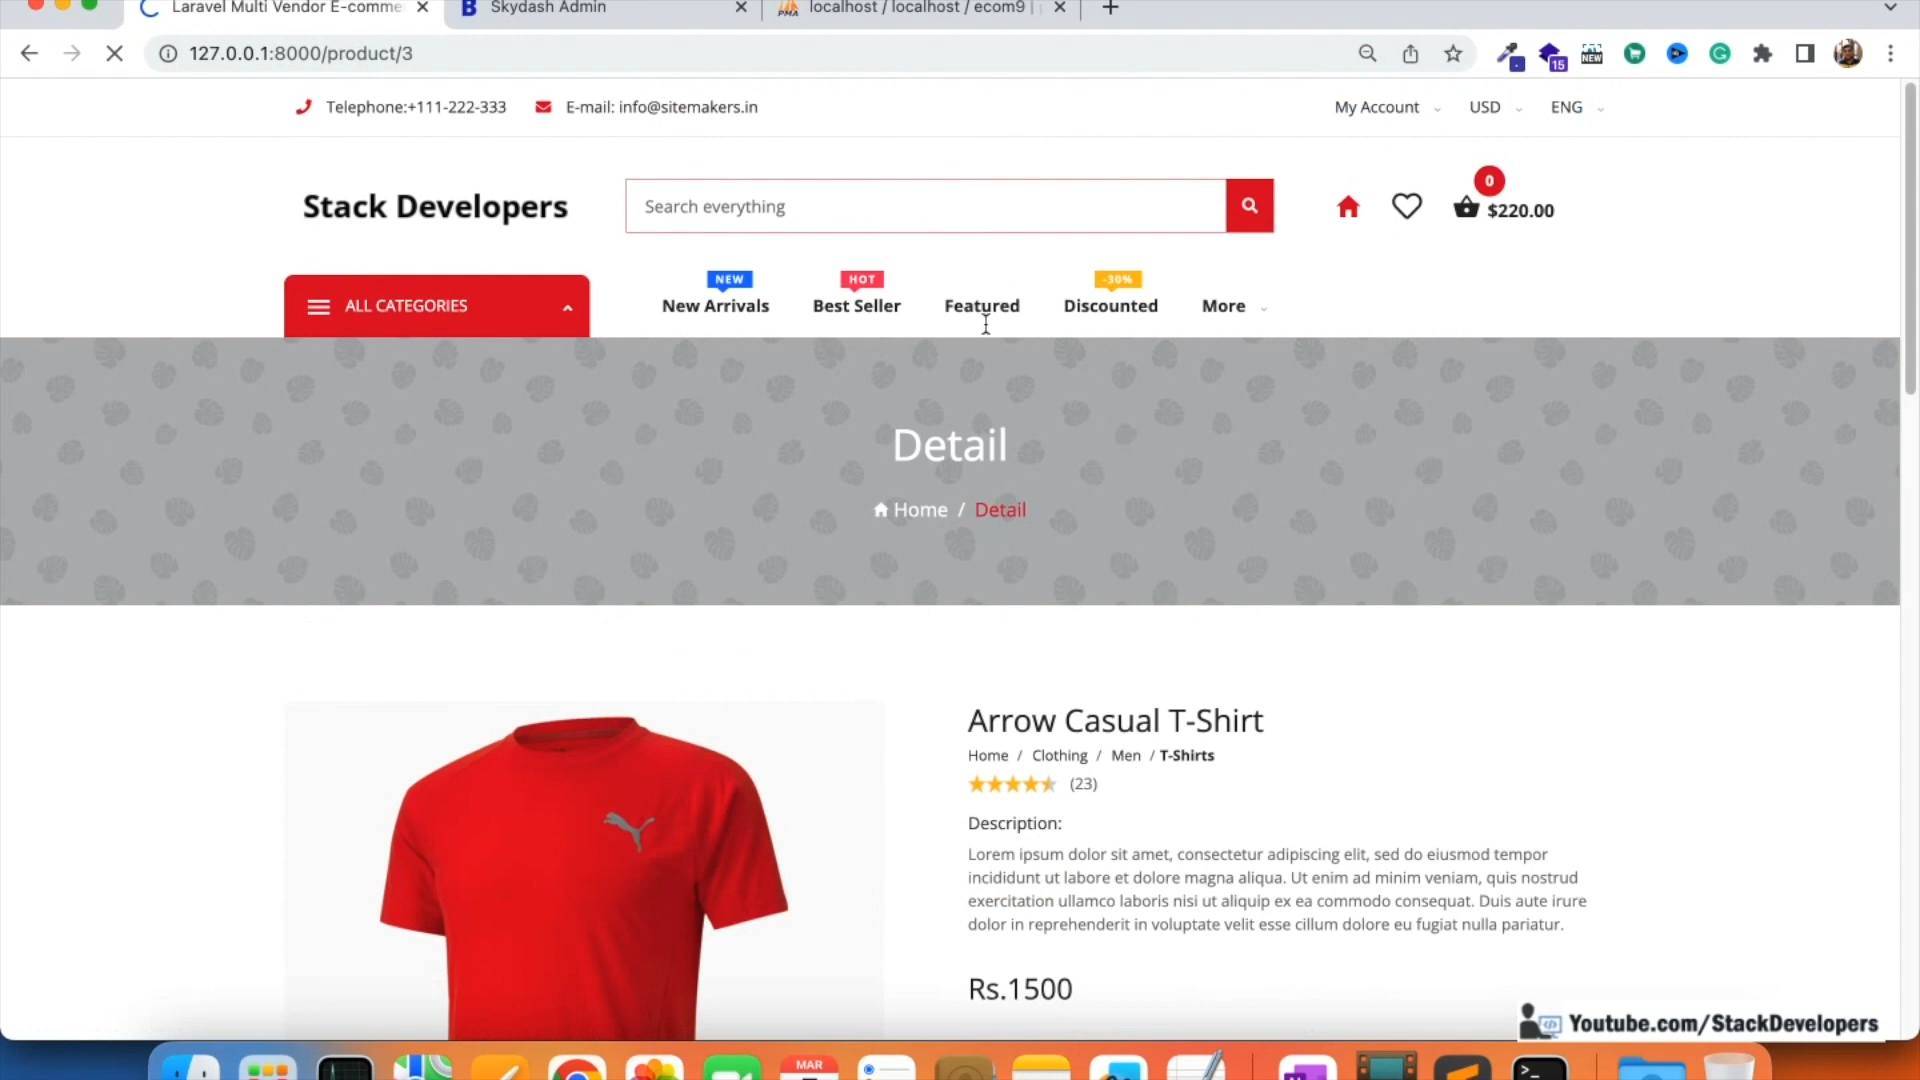 Laravel Multi Vendor E-comme
Skydash Admin
localhost / localhost / ecom9 |
127.0.0.1:8000/product/3
15
NEW
Telephone:+111-222-333
E-mail: info@sitemakers.in
My Account
USD
ENG
Stack Developers
Search everything
0
$220.00
ALL CATEGORIES
NEW
New Arrivals
HOT
Best Seller
Featured
-30%
Discounted
More
Detail
Home / Detail
Arrow Casual T-Shirt
Home / Clothing / Men / T-Shirts
(23)
Description:
Lorem ipsum dolor sit amet, consectetur adipiscing elit, sed do eiusmod tempor
incididunt ut labore et dolore magna aliqua. Ut enim ad minim veniam, quis nostrud
exercitation ullamco laboris nisi ut aliquip ex ea commodo consequat. Duis aute irure
dolor in reprehenderit in voluptate velit esse cillum dolore eu fugiat nulla pariatur.
Rs.1500
Youtube.com/StackDevelopers
MAR